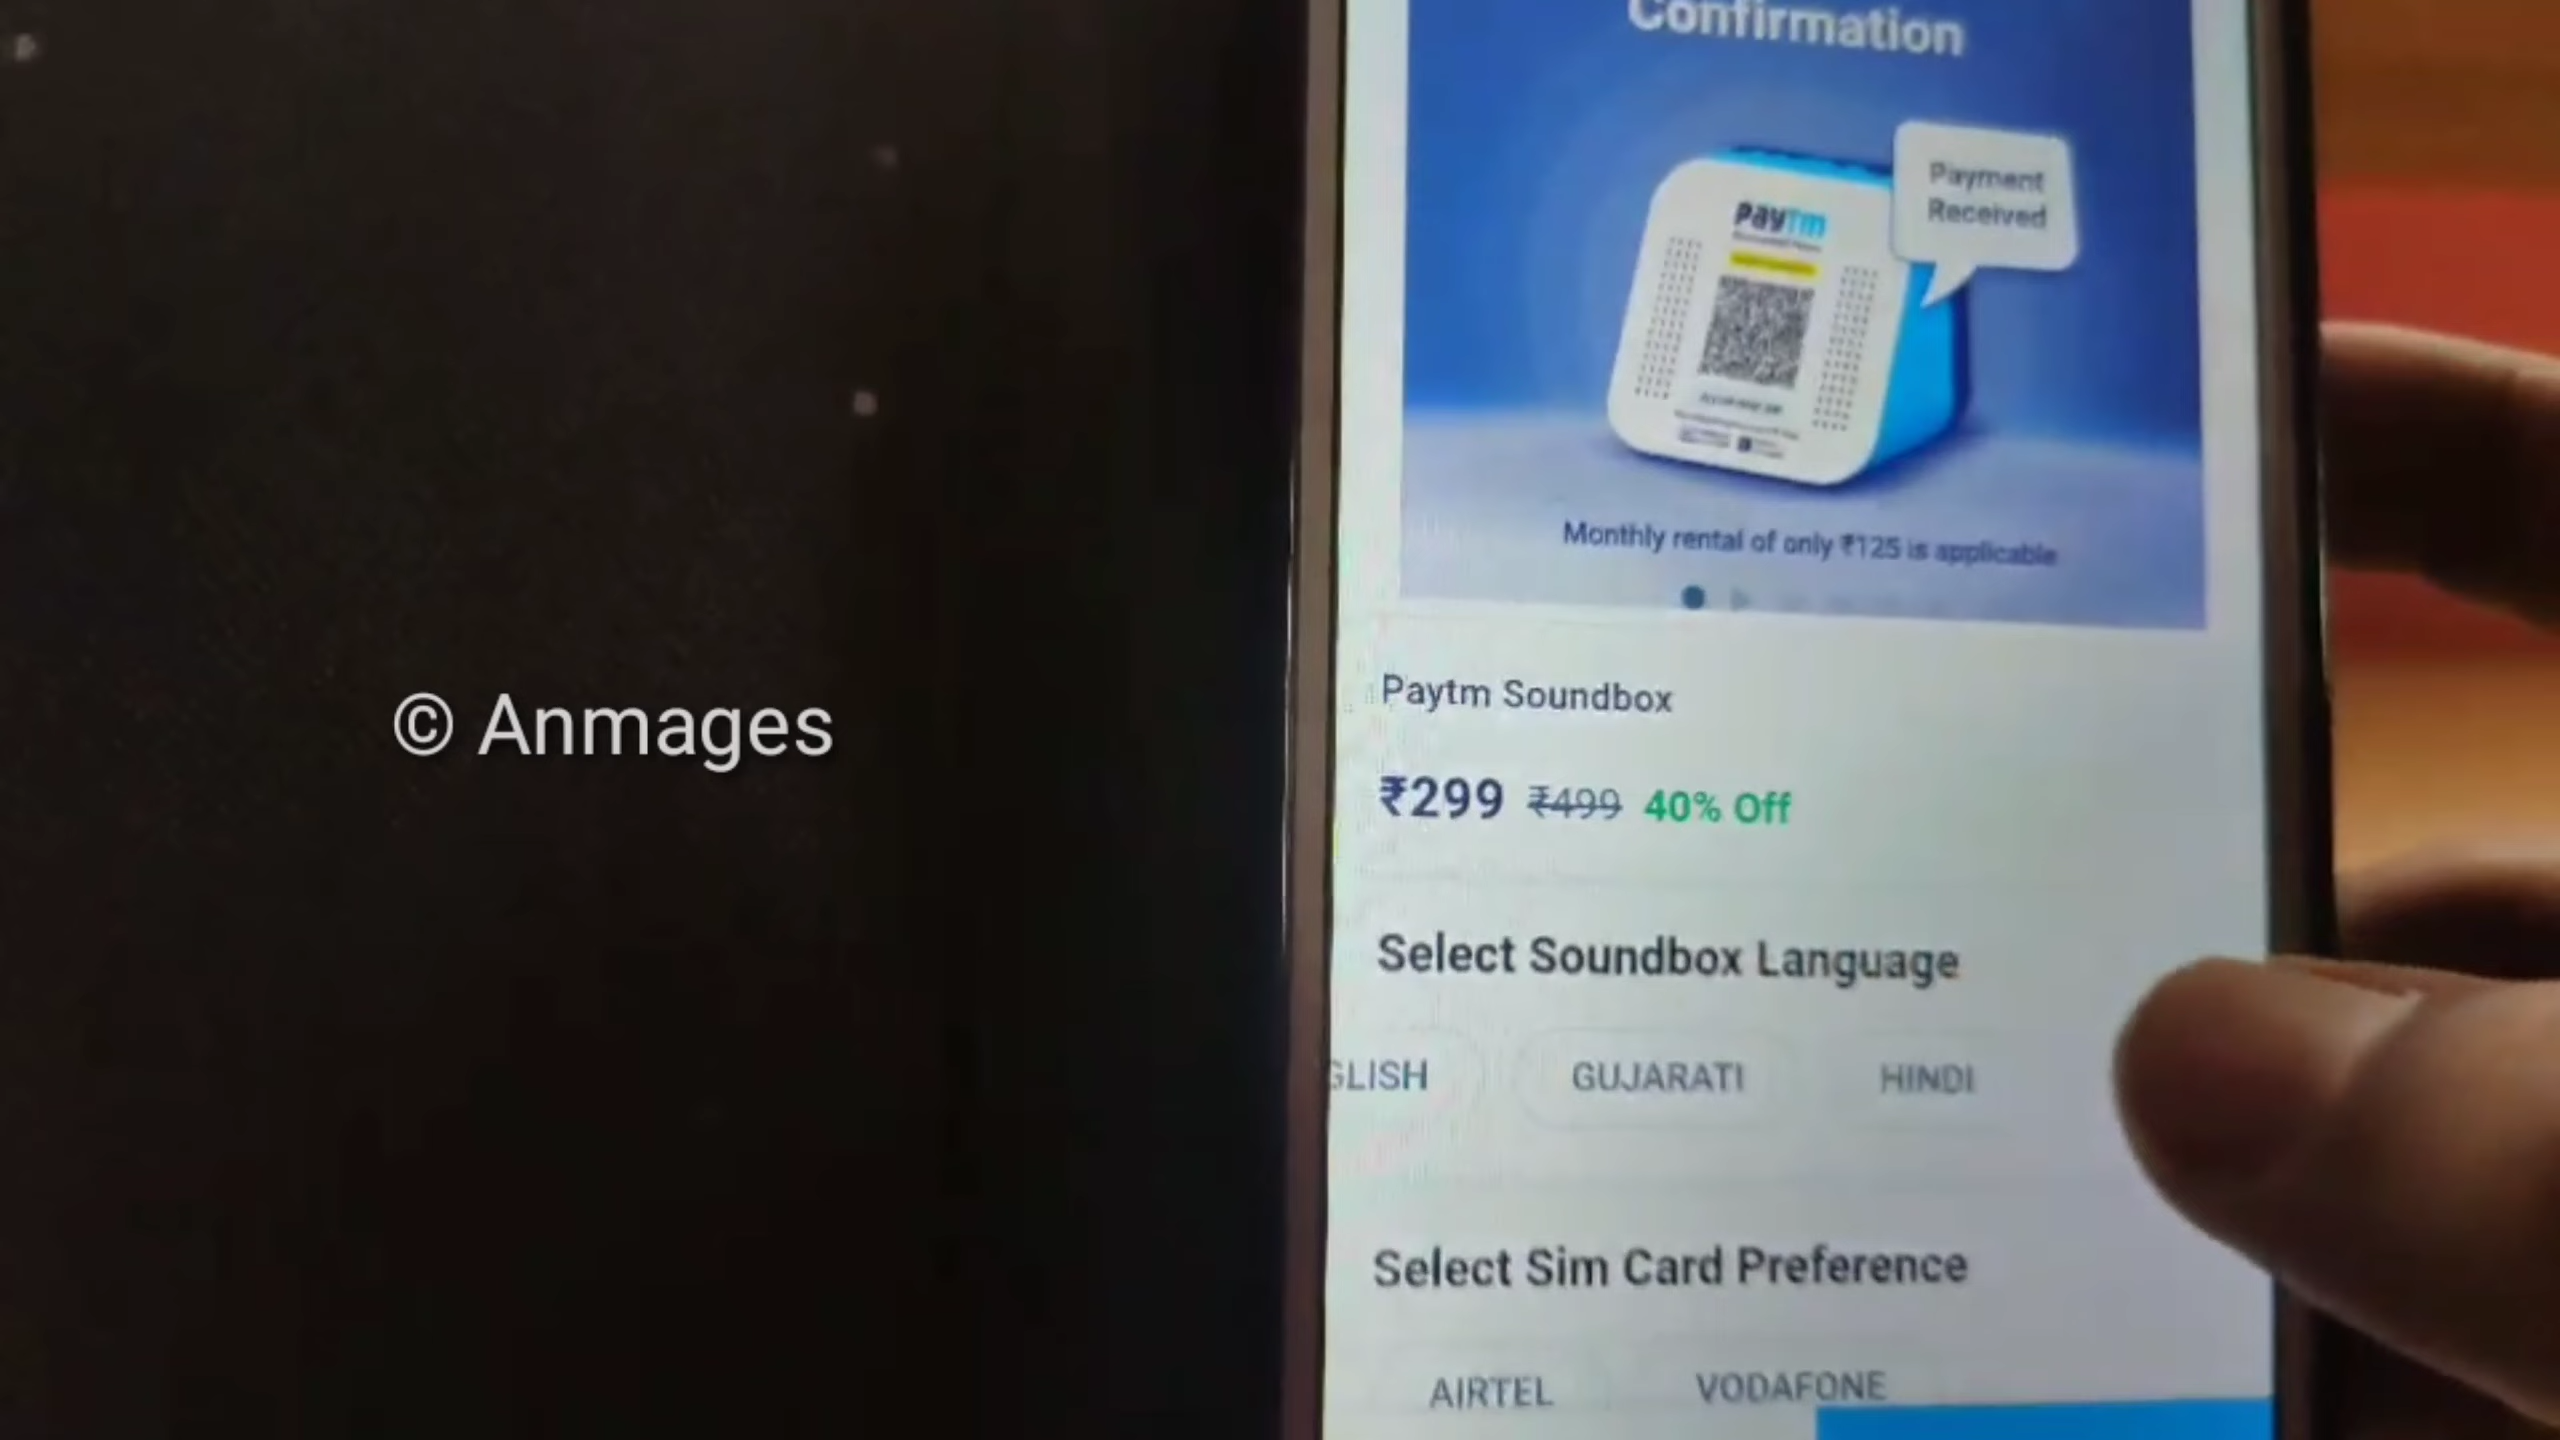 Confirmation
Payment
Received
paytm
Monthly rental of only ₹125 is applicable
© Anmages
Paytm Soundbox
₹299 ₹499 40% Off
Select Soundbox Language
GLISH GUJARATI HINDI
Select Sim Card Preference
AIRTEL VODAFONE